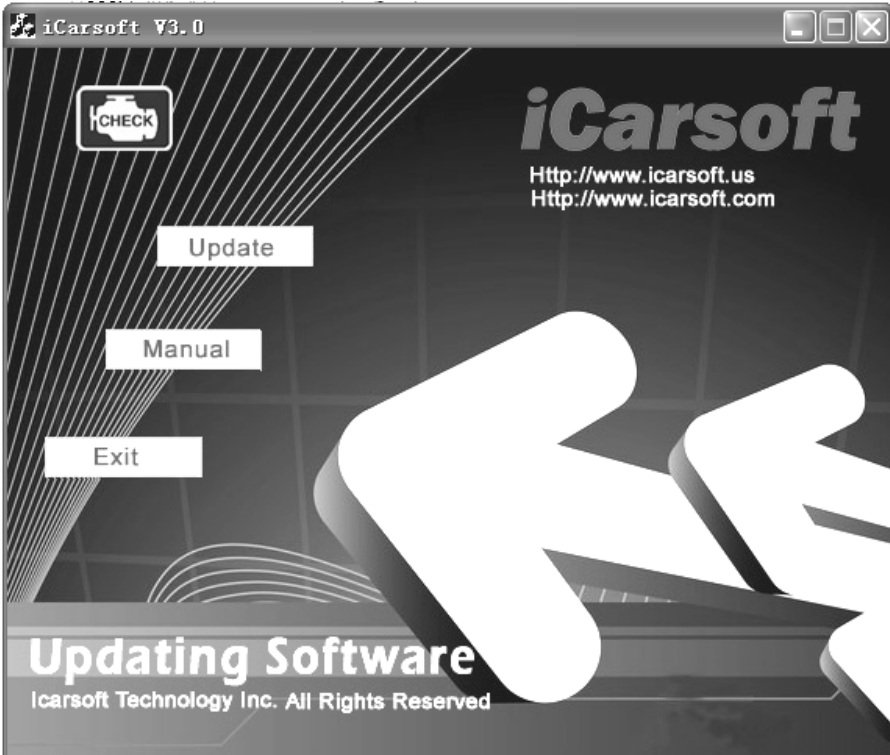 iCarsoft V3.0
CHECK
iCarsoft
Http://www.icarsoft.us
Http://www.icarsoft.com
Update
Manual
Exit
Updating Software
Icarsoft Technology Inc. All Rights Reserved